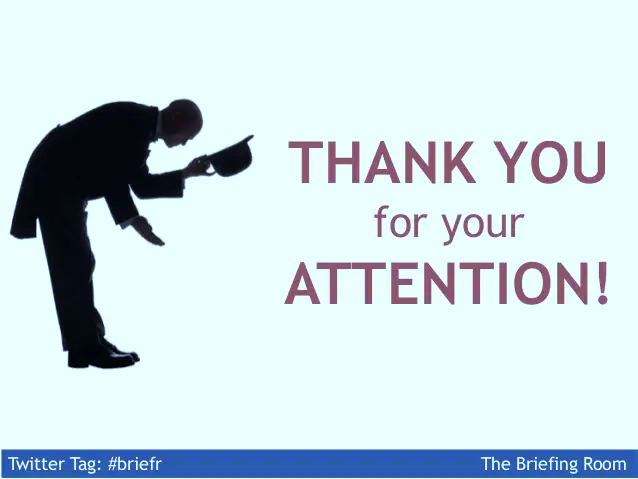 THANK YOU
for your
ATTENTION!
Twitter Tag: #briefr
The Briefing Room